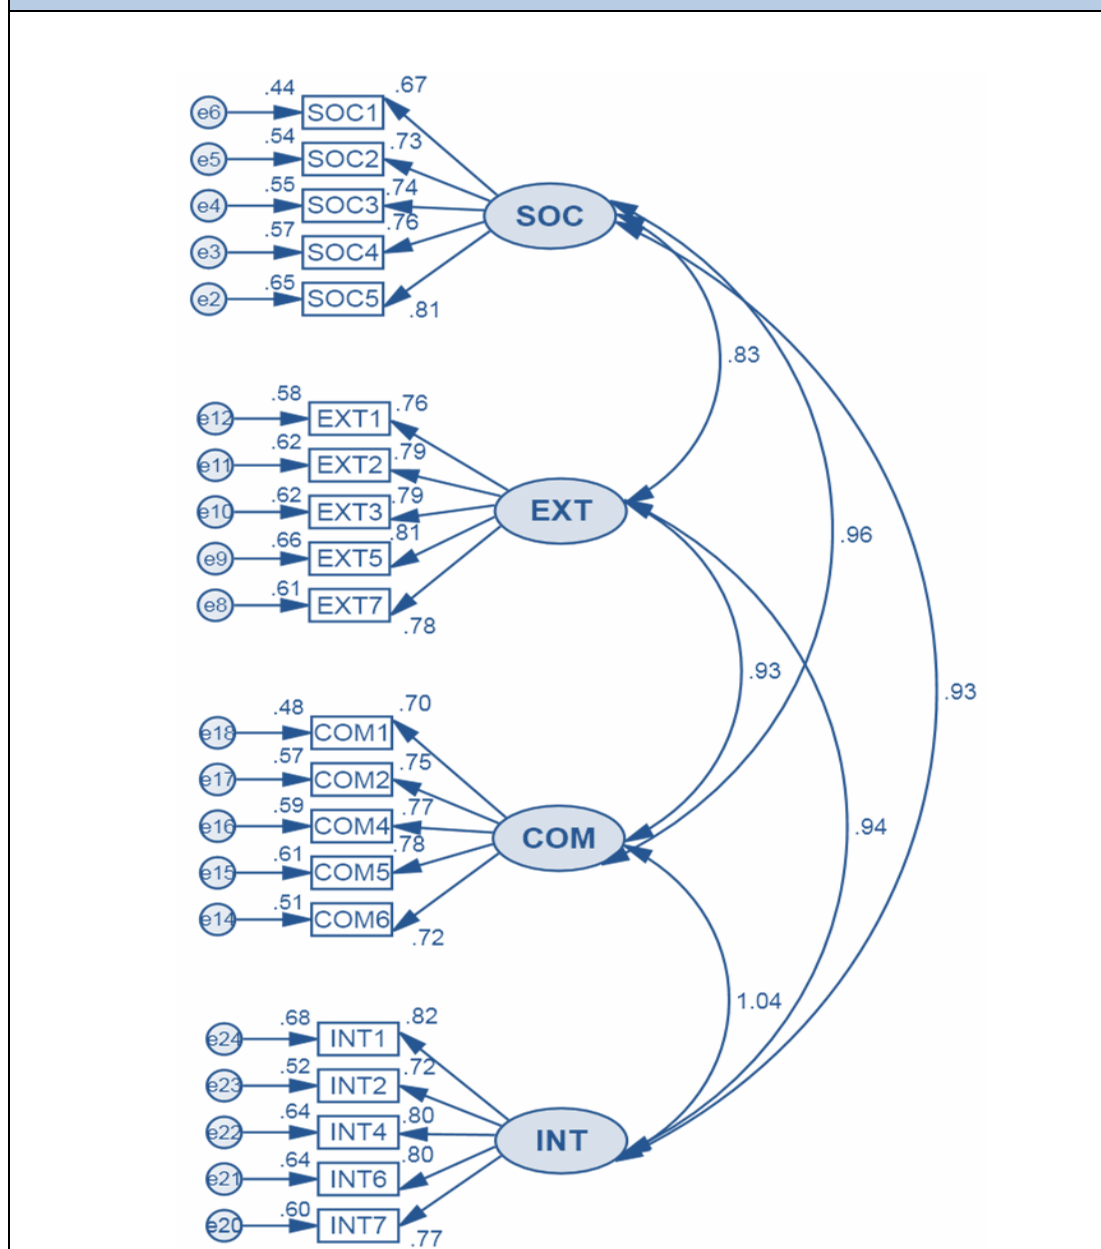 .44 .67
e6 SOC1
.54 .73
e5 SOC2
.55 .74
e4 SOC3
SOC
.57 .76
e3 SOC4
.65
e2 SOC5
.81
.83
.58 .76
e12 EXT1
.62 .79
e11 EXT2
.62 .79
e10 EXT3
EXT
.66 .81
e9 EXT5
.96
.61
e8 EXT7
.78
.93
.93
.48 .70
e18 COM1
.57 .75
e17 COM2
.59 .77
e16 COM4
COM
.94
.61 .78
e15 COM5
.51
e14 COM6
.72
1.04
.68 .82
e24 INT1
.52 .72
e23 INT2
.64 .80
e22 INT4
INT
.64 .80
e21 INT6
.60
e20 INT7
.77